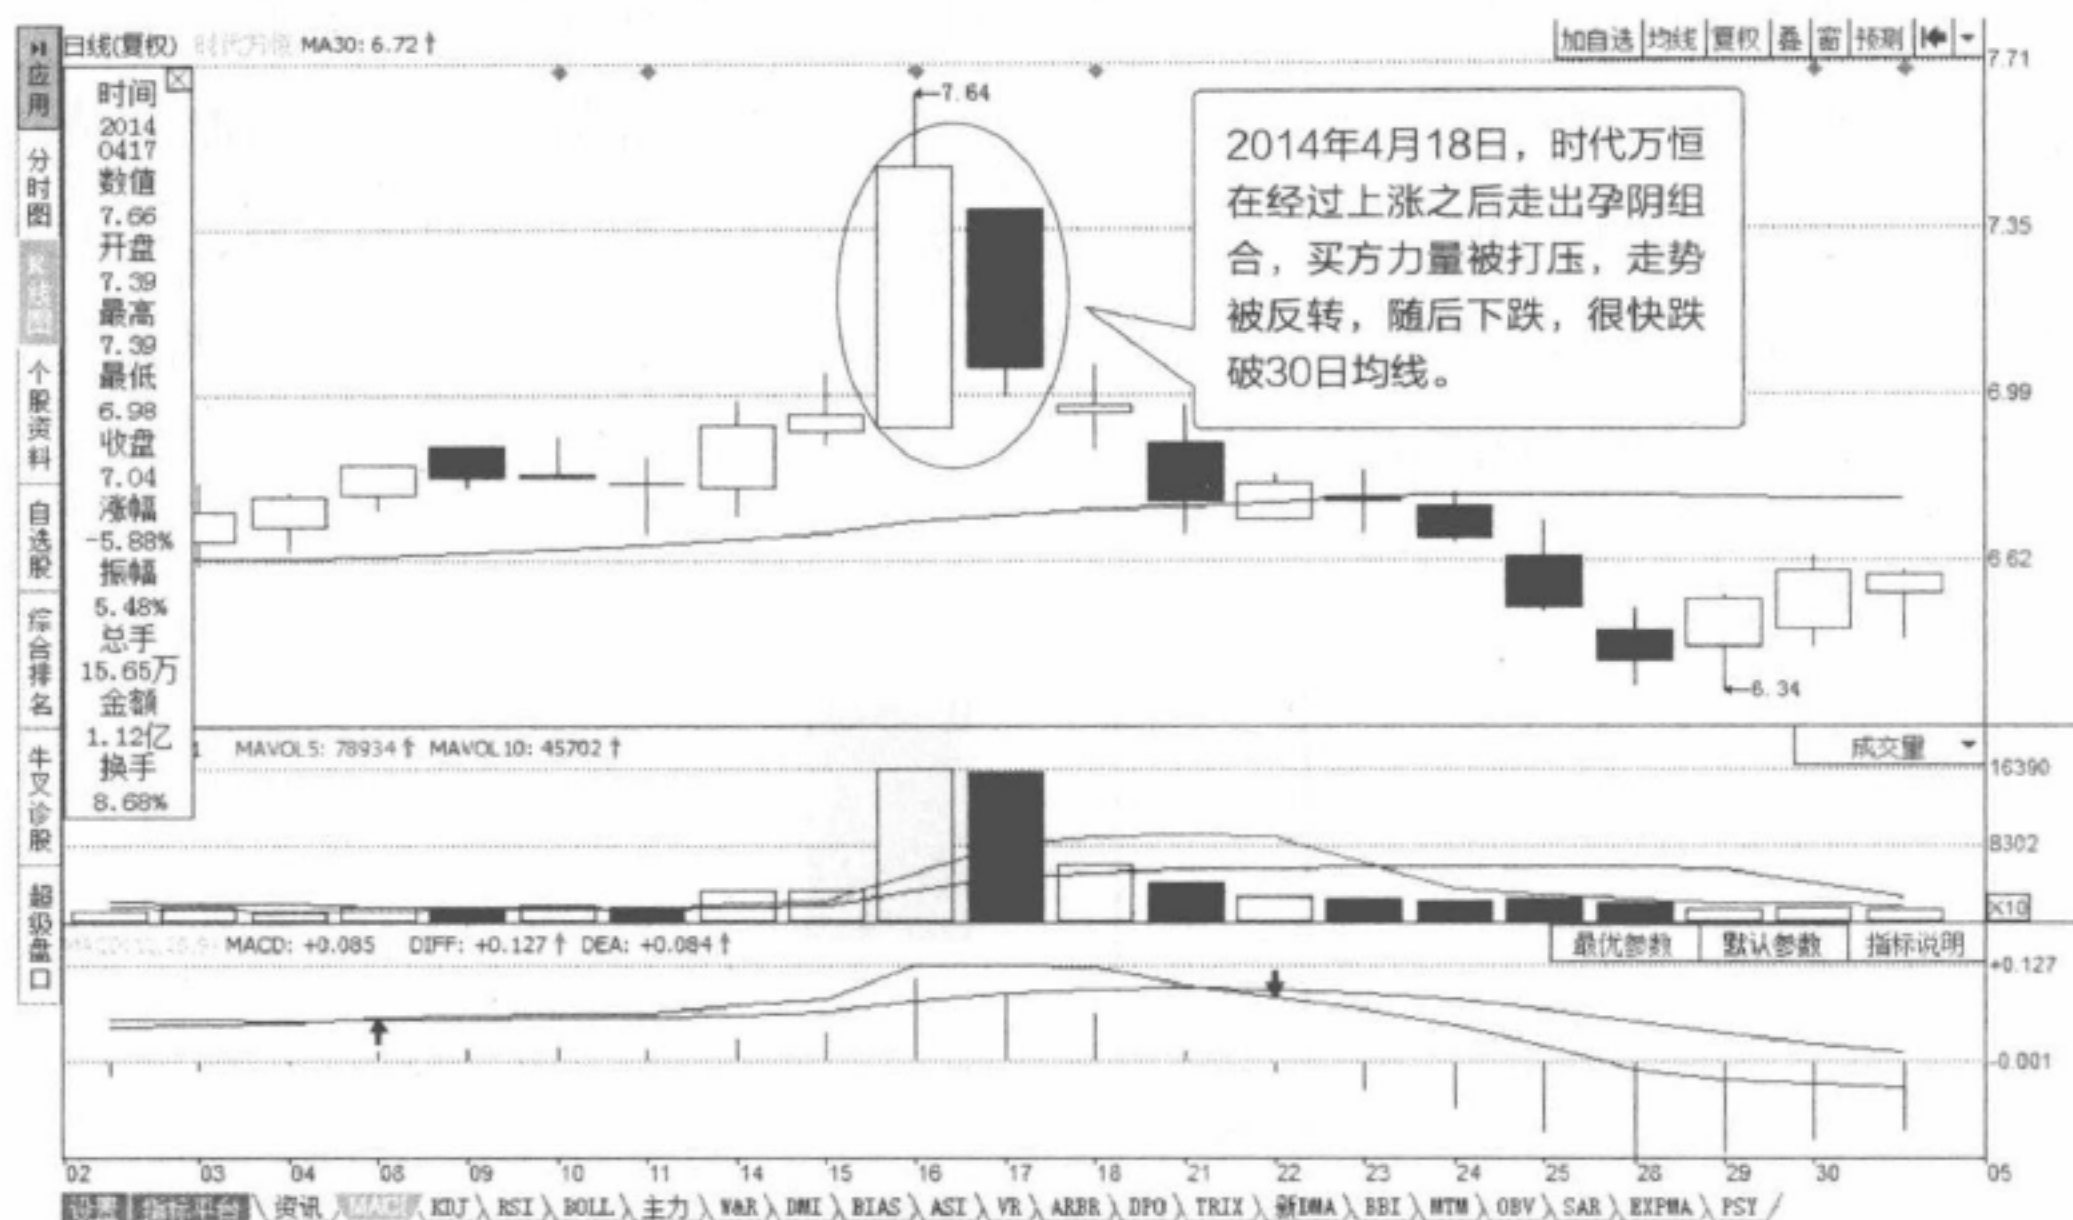 应用
分时图
个股资料
自选股
综合排名
牛叉诊股
超级盘口
日线(复权) 时代万恒 MA30: 6.72↑
加自选 均线 复权 叠 窗 预测
时间
2014
0417
数值
7.66
开盘
7.39
最高
7.39
最低
6.98
收盘
7.04
涨幅
-5.88%
振幅
5.48%
总手
15.65万
金额
1.12亿
换手
8.68%
7.64
2014年4月18日，时代万恒
在经过上涨之后走出孕阴组
合，买方力量被打压，走势
被反转，随后下跌，很快跌
破30日均线。
6.34
7.71
7.35
6.99
6.62
1 MAVOL5: 78934↑ MAVOL10: 45702↑
成交量
16390
8302
X10
MACD: +0.085 DIFF: +0.127↑ DEA: +0.084↑
最优参数 默认参数 指标说明
+0.127
-0.001
02 03 04 08 09 10 11 14 15 16 17 18 21 22 23 24 25 28 29 30 05
资讯 MACD KDJ RSI BOLL 主力 W&R DMI BIAS ASI VR ARBR DPO TRIX 新DMA BBI MTM OBV SAR EXPMA PSY